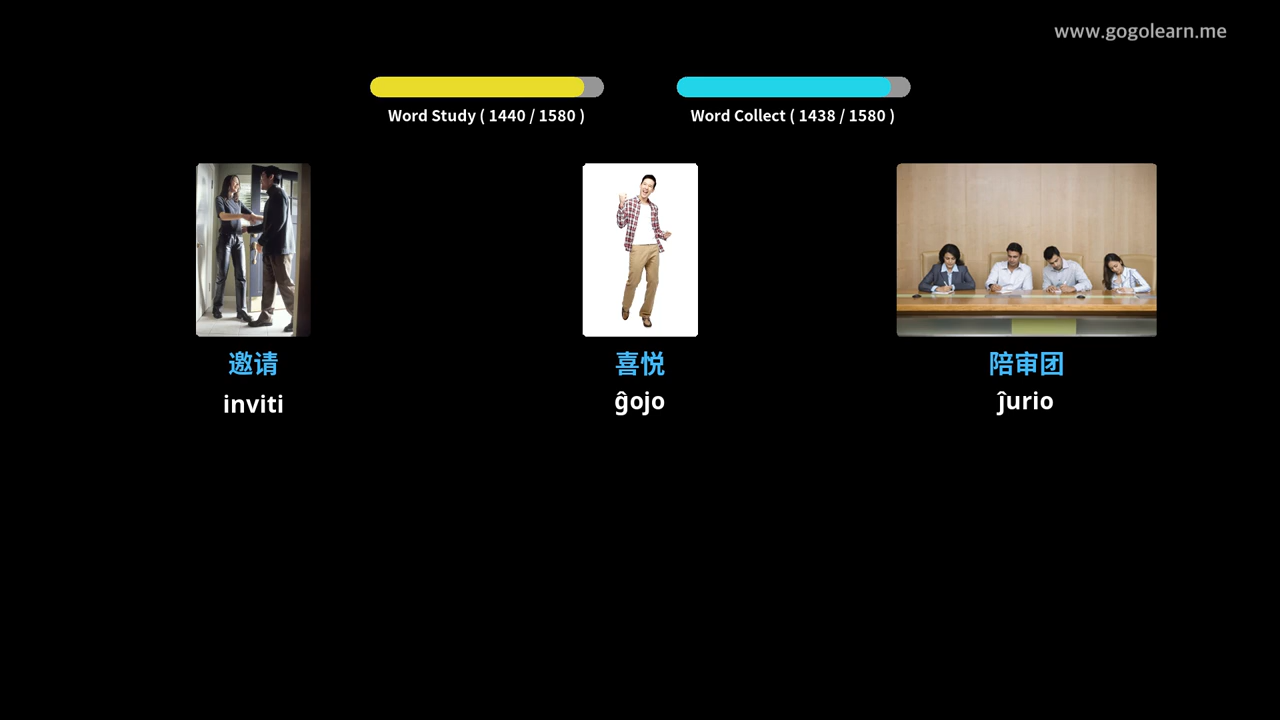 www.gogolearn.me
Word Study ( 1440 / 1580 )
Word Collect ( 1438 / 1580 )
邀请
inviti
喜悦
ĝojo
陪审团
ĵurio